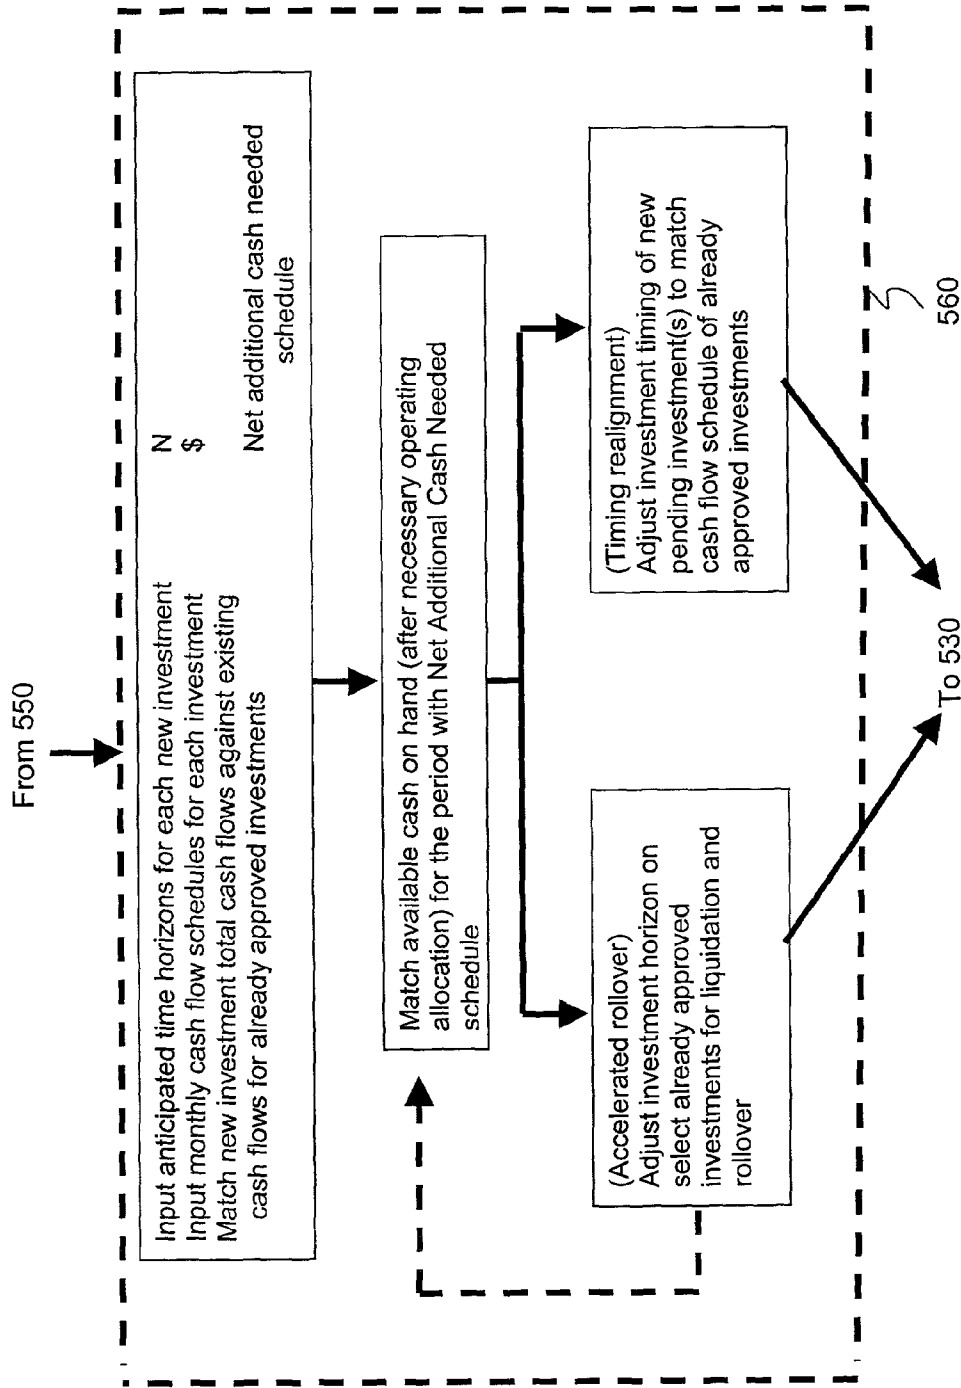 From 550
Input anticipated time horizons for each new investment N
Input monthly cash flow schedules for each investment $
Match new investment total cash flows against existing Net additional cash needed
cash flows for already approved investments schedule
Match available cash on hand (after necessary operating
allocation) for the period with Net Additional Cash Needed
schedule
(Accelerated rollover)
Adjust investment horizon on
select already approved
investments for liquidation and
rollover
(Timing realignment)
Adjust investment timing of new
pending investment(s) to match
cash flow schedule of already
approved investments
To 530
560